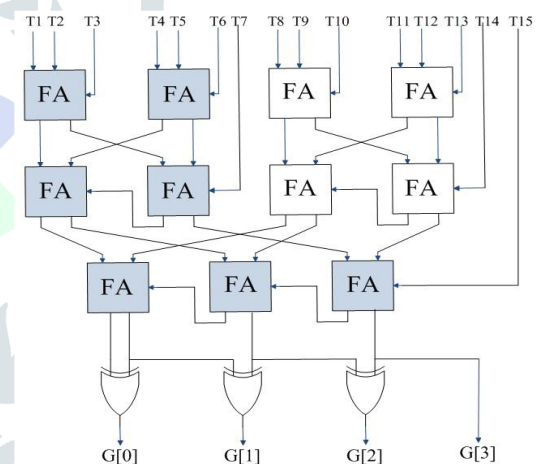 T1 T2 T3 T4 T5 T6 T7 T8 T9 T10 T11 T12 T13 T14 T15
FA FA FA FA
FA FA FA FA
FA FA FA
G[0] G[1] G[2] G[3]